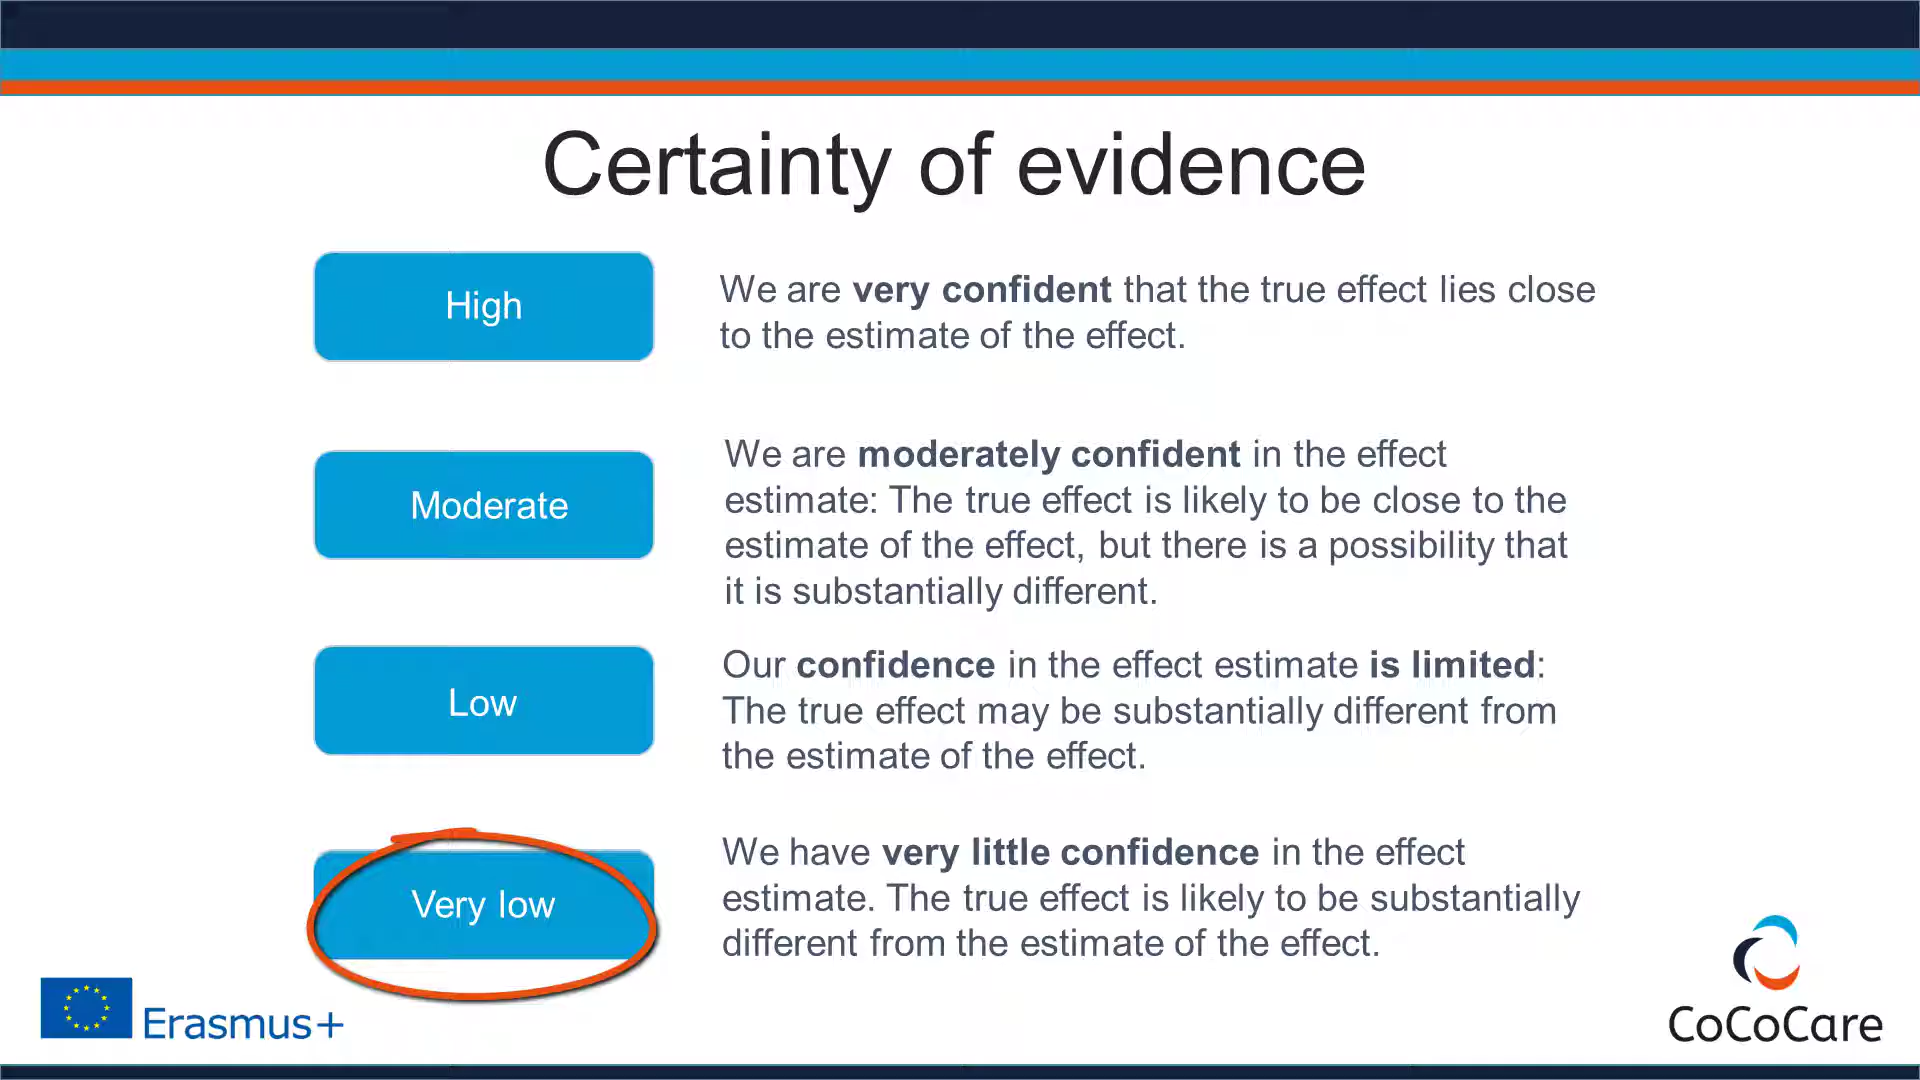 Certainty of evidence
High
We are very confident that the true effect lies close
to the estimate of the effect.
Moderate
We are moderately confident in the effect
estimate: The true effect is likely to be close to the
estimate of the effect, but there is a possibility that
it is substantially different.
Low
Our confidence in the effect estimate is limited:
The true effect may be substantially different from
the estimate of the effect.
Very low
We have very little confidence in the effect
estimate. The true effect is likely to be substantially
different from the estimate of the effect.
Erasmus+
CoCoCare